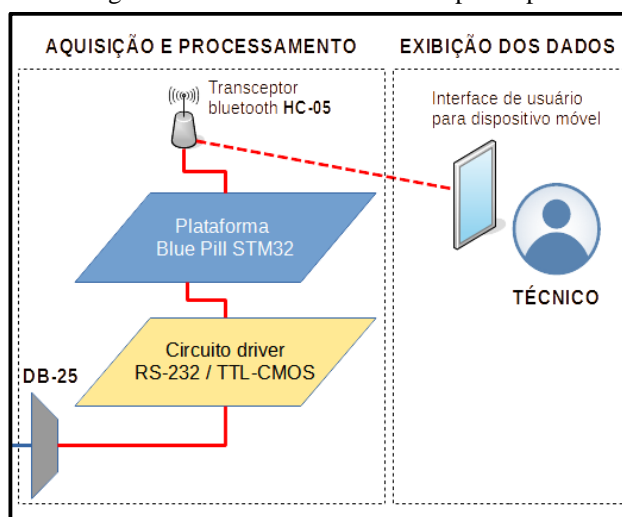 AQUISIÇÃO E PROCESSAMENTO
EXIBIÇÃO DOS DADOS
Transceptor
bluetooth HC-05
Interface de usuário
para dispositivo móvel
Plataforma
Blue Pill STM32
TÉCNICO
Circuito driver
RS-232 / TTL-CMOS
DB-25